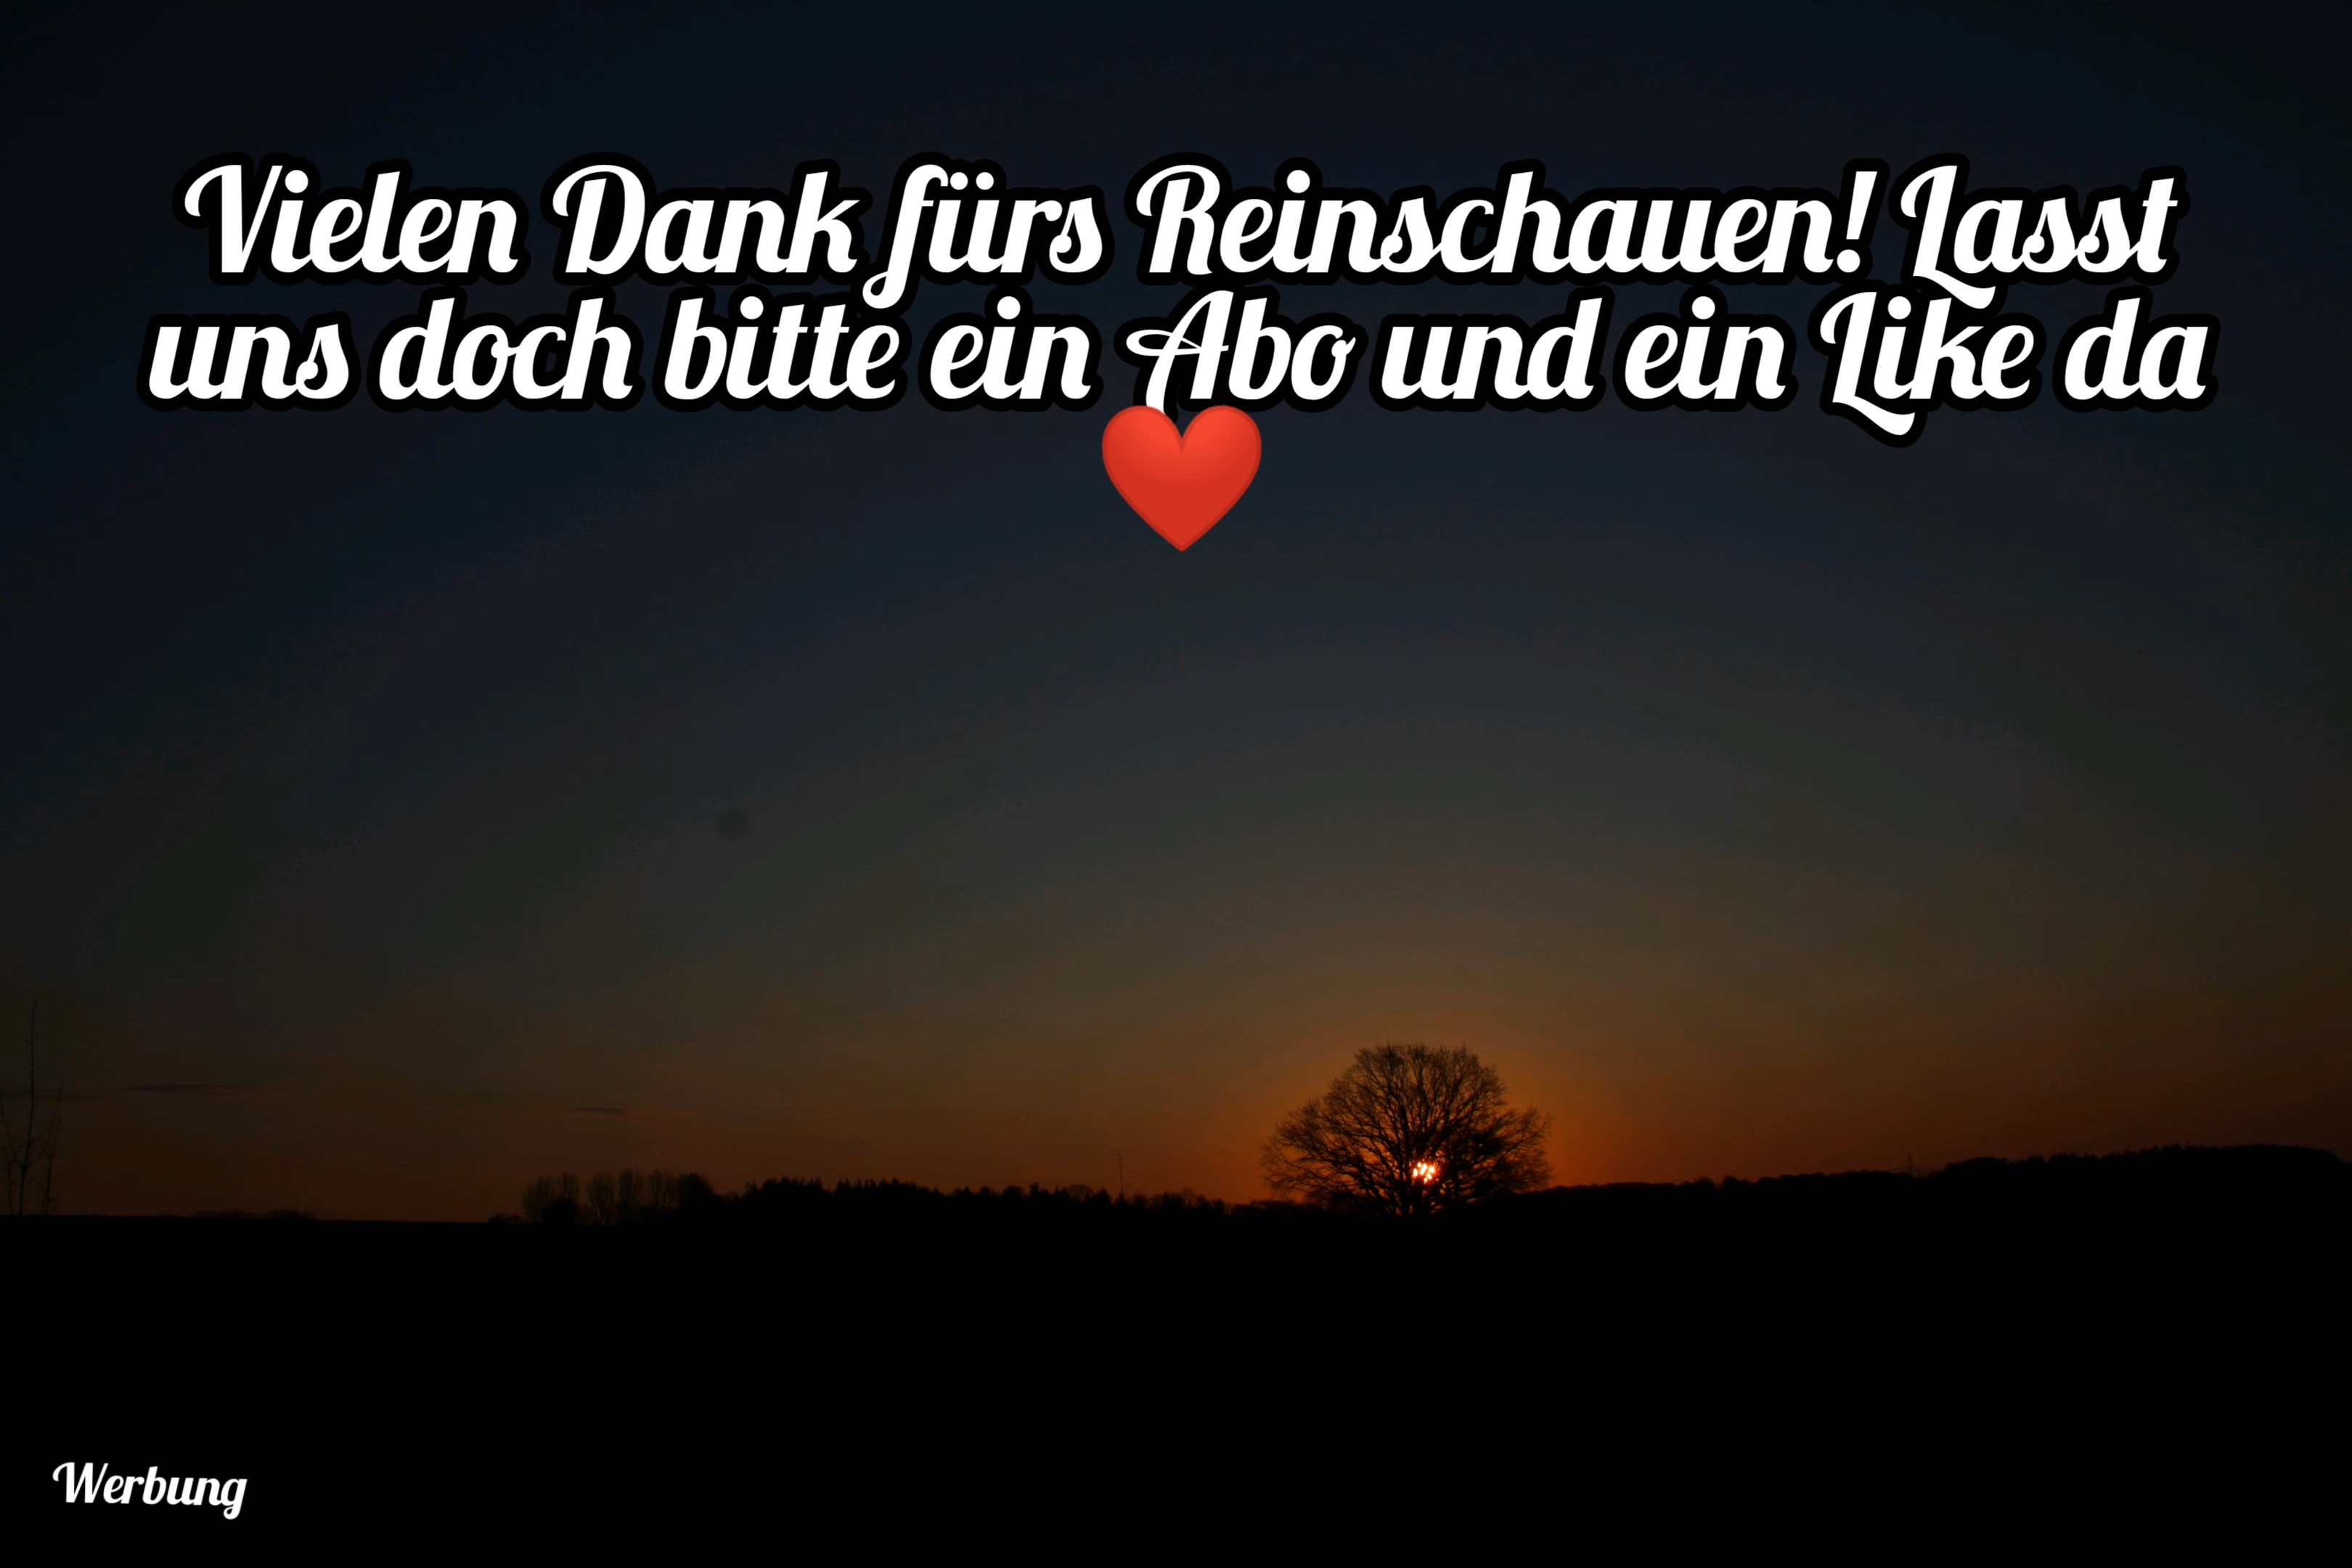 Vielen Dank fürs Reinschauen! Lasst
uns doch bitte ein Abo und ein Like da
❤️
Werbung